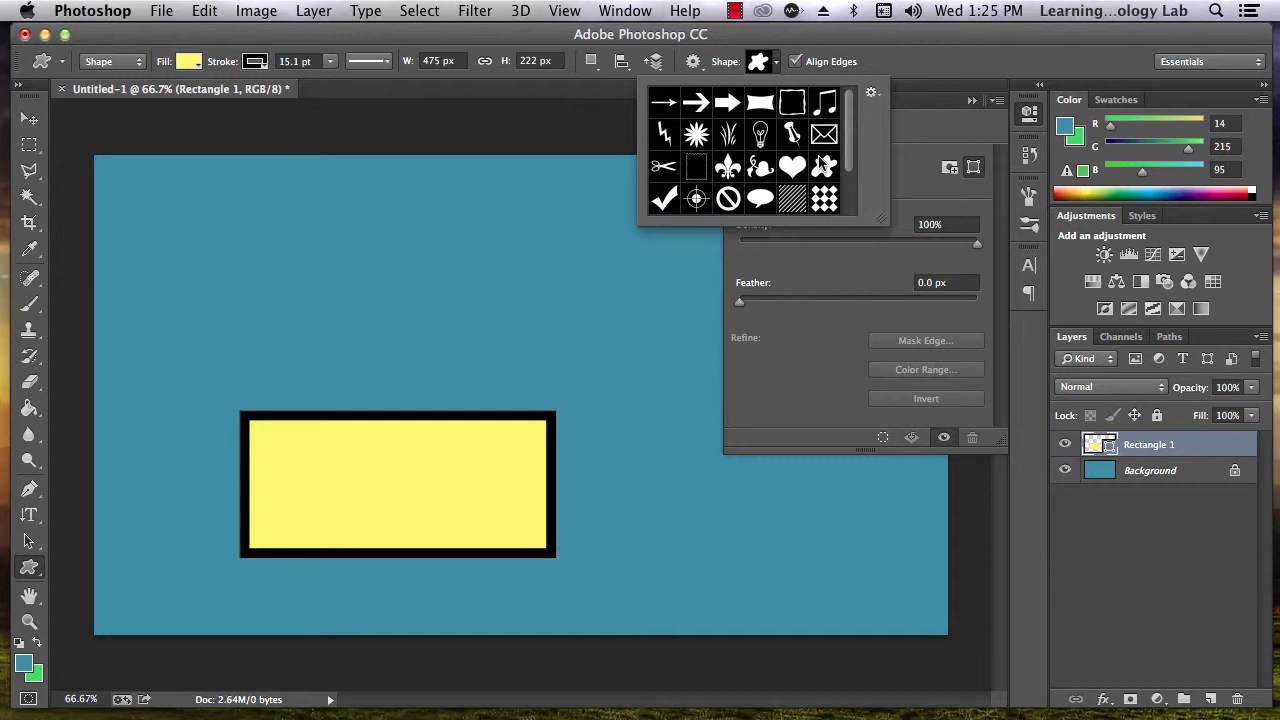 Photoshop File Edit Image Layer Type Select Filter 3D View Window Help Wed 1:25 PM Learning...ology Lab
Adobe Photoshop CC
Shape Fill: Stroke: 15.1 pt W: 475 px H: 222 px Shape: Align Edges Essentials
Untitled-1 @ 66.7% (Rectangle 1, RGB/8) *
Color Swatches
R 14
G 215
B 95
Adjustments Styles
Add an adjustment
Density: 100%
Feather: 0.0 px
Refine: Mask Edge...
Color Range...
Invert
Layers Channels Paths
Kind
Normal Opacity: 100%
Lock: Fill: 100%
Rectangle 1
Background
66.67% Doc: 2.64M/0 bytes